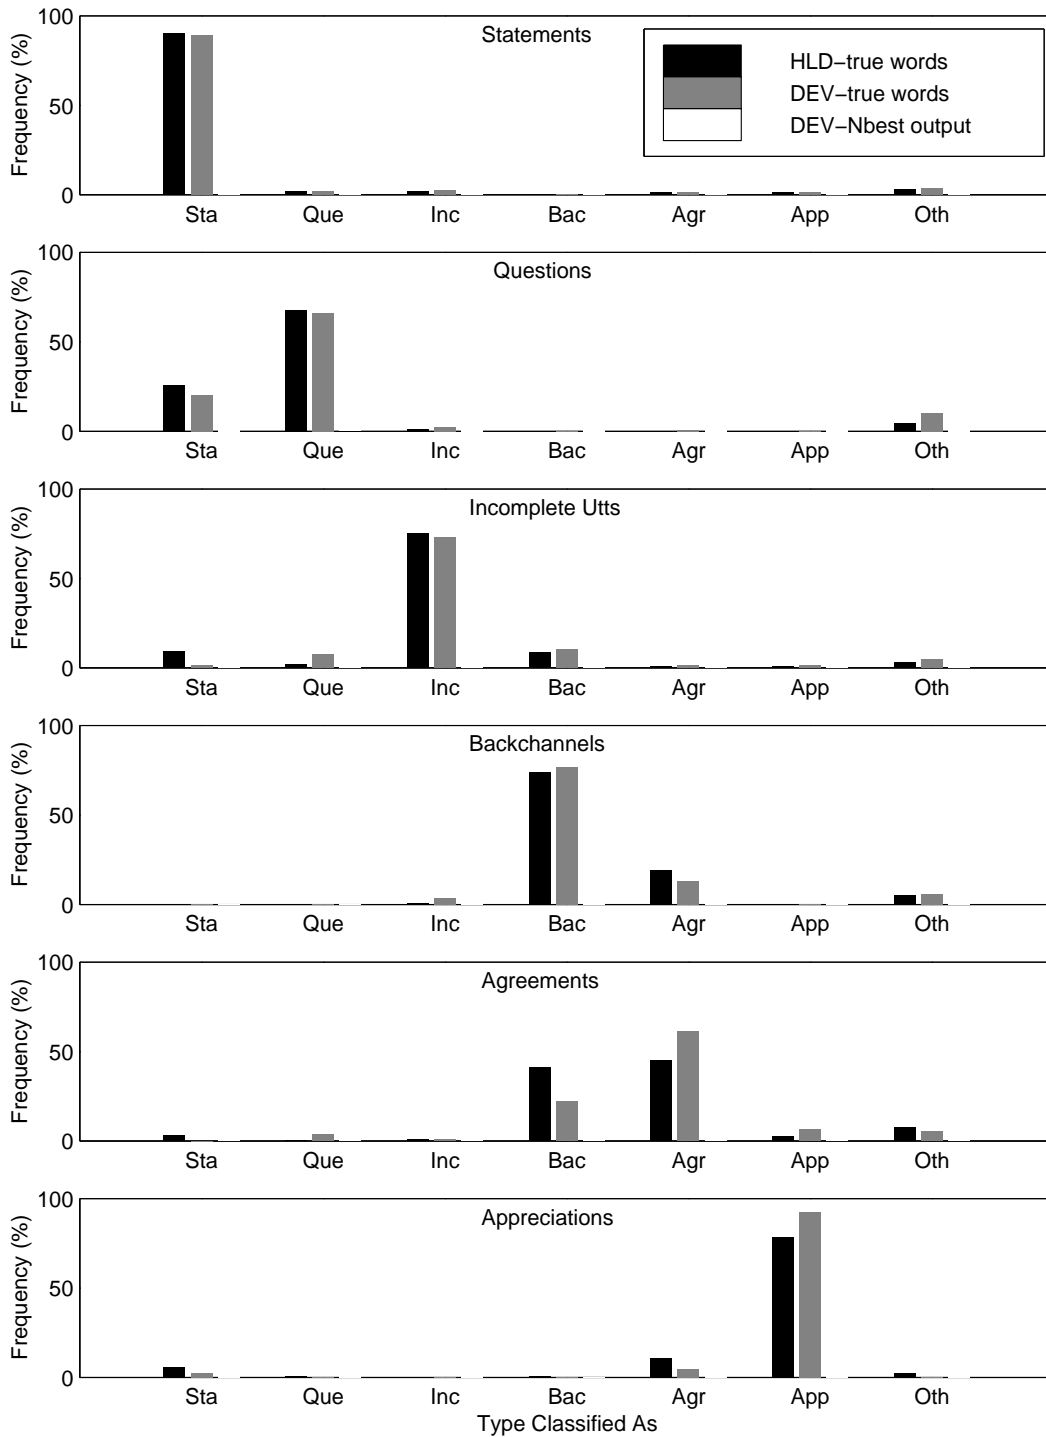 100
Statements
HLD−true words
DEV−true words
DEV−Nbest output
Frequency (%)
50
0
Sta Que Inc Bac Agr App Oth
100
Questions
Frequency (%)
50
0
Sta Que Inc Bac Agr App Oth
100
Incomplete Utts
Frequency (%)
50
0
Sta Que Inc Bac Agr App Oth
100
Backchannels
Frequency (%)
50
0
Sta Que Inc Bac Agr App Oth
100
Agreements
Frequency (%)
50
0
Sta Que Inc Bac Agr App Oth
100
Appreciations
Frequency (%)
50
0
Sta Que Inc Bac Agr App Oth
Type Classified As